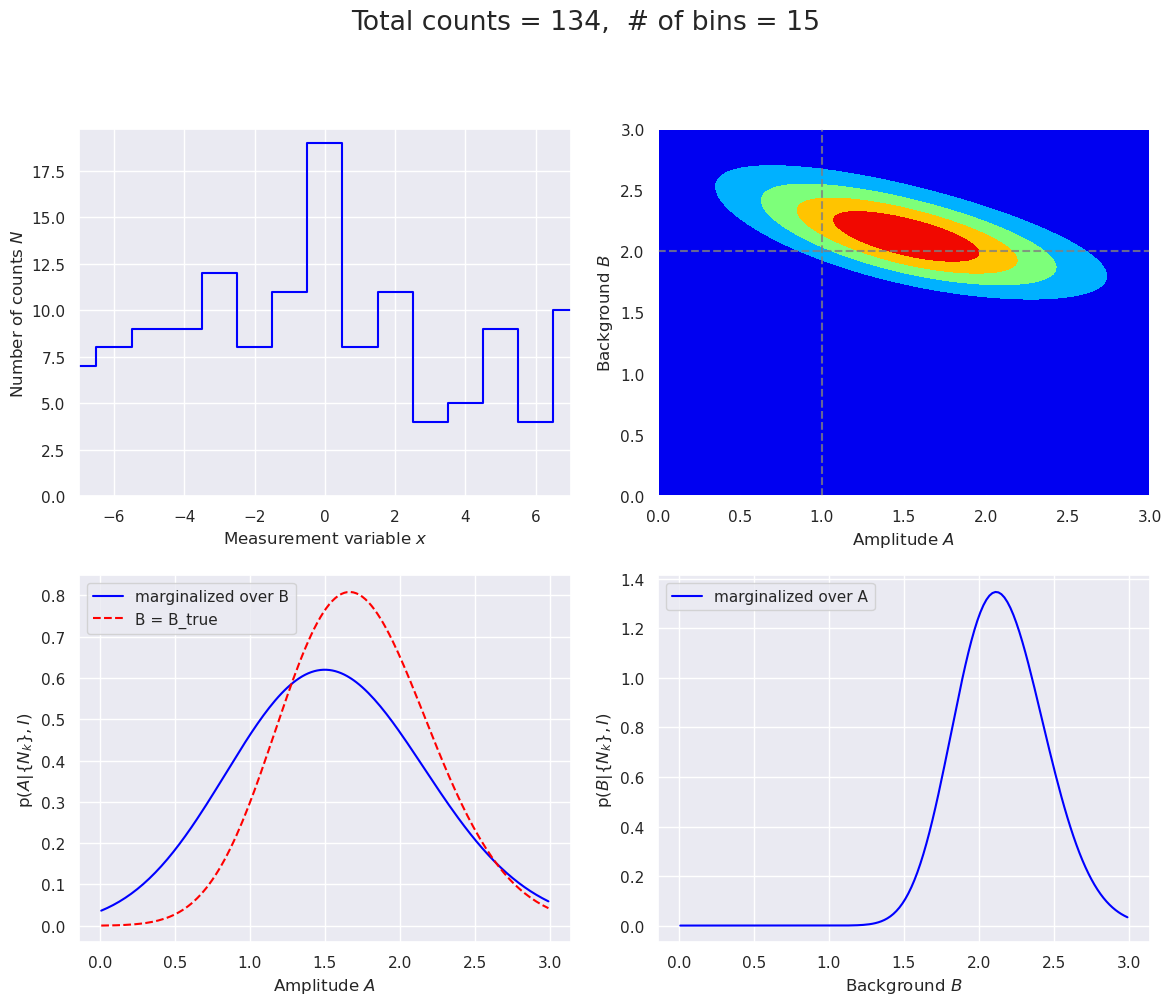 Total counts = 134,  # of bins = 15
17.5
15.0
12.5
10.0
7.5
5.0
2.5
0.0
Number of counts N
−6 −4 −2 0 2 4 6
Measurement variable x
3.0
2.5
2.0
1.5
1.0
0.5
0.0
Background B
0.0 0.5 1.0 1.5 2.0 2.5 3.0
Amplitude A
marginalized over B
B = B_true
0.8
0.7
0.6
0.5
0.4
0.3
0.2
0.1
0.0
p(A|{N_k}, I)
0.0 0.5 1.0 1.5 2.0 2.5 3.0
Amplitude A
marginalized over A
1.4
1.2
1.0
0.8
0.6
0.4
0.2
0.0
p(B|{N_k}, I)
0.0 0.5 1.0 1.5 2.0 2.5 3.0
Background B